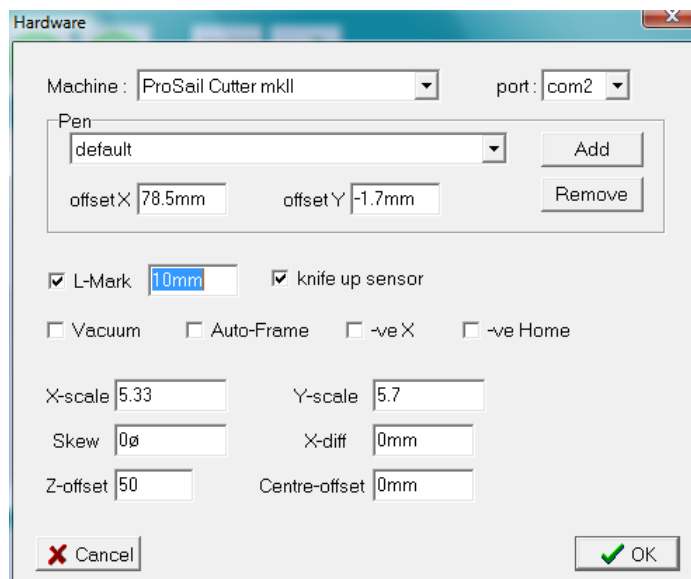 Hardware
Machine : ProSail Cutter mkII port : com2
Pen
default Add
offset X 78.5mm offset Y -1.7mm Remove
L-Mark 10mm knife up sensor
Vacuum Auto-Frame -ve X -ve Home
X-scale 5.33 Y-scale 5.7
Skew 0ø X-diff 0mm
Z-offset 50 Centre-offset 0mm
Cancel OK